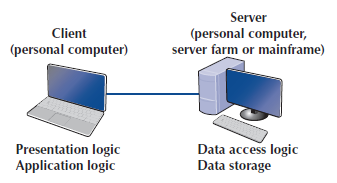 Client
(personal computer)
Server
(personal computer,
server farm or mainframe)
Presentation logic
Application logic
Data access logic
Data storage